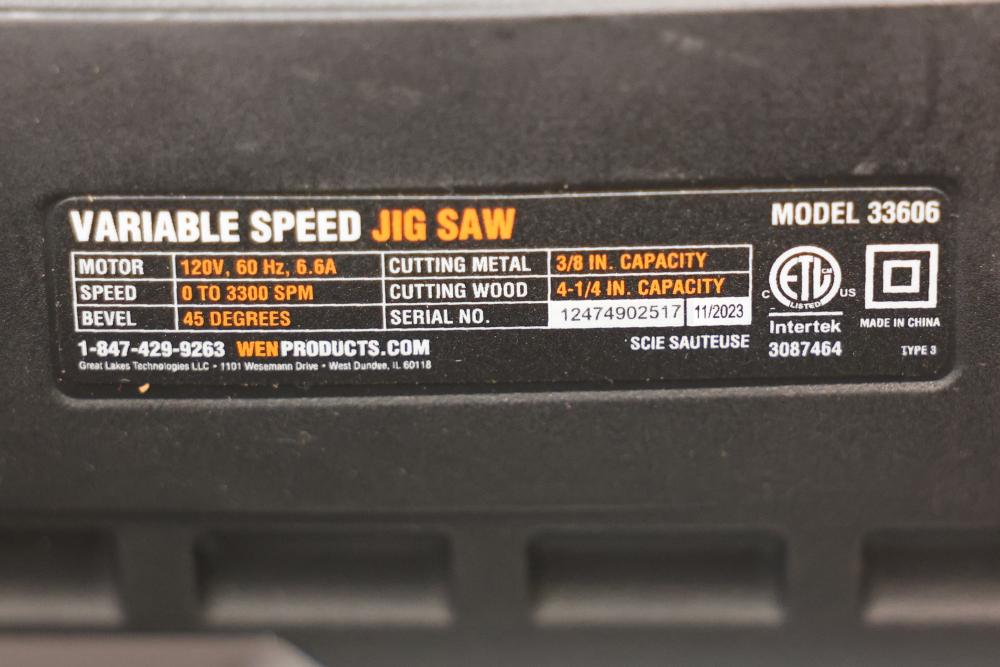 VARIABLE SPEED JIG SAW
MODEL 33606
MOTOR 120V, 60 Hz, 6.6A CUTTING METAL 3/8 IN. CAPACITY
SPEED 0 TO 3300 SPM CUTTING WOOD 4-1/4 IN. CAPACITY
BEVEL 45 DEGREES SERIAL NO. 12474902517 11/2023
1-847-429-9263 WENPRODUCTS.COM
SCIE SAUTEUSE
Great Lakes Technologies LLC • 1101 Wesemann Drive • West Dundee, IL 60118
ETL CM
LISTED
C US
Intertek
3087464
MADE IN CHINA
TYPE 3